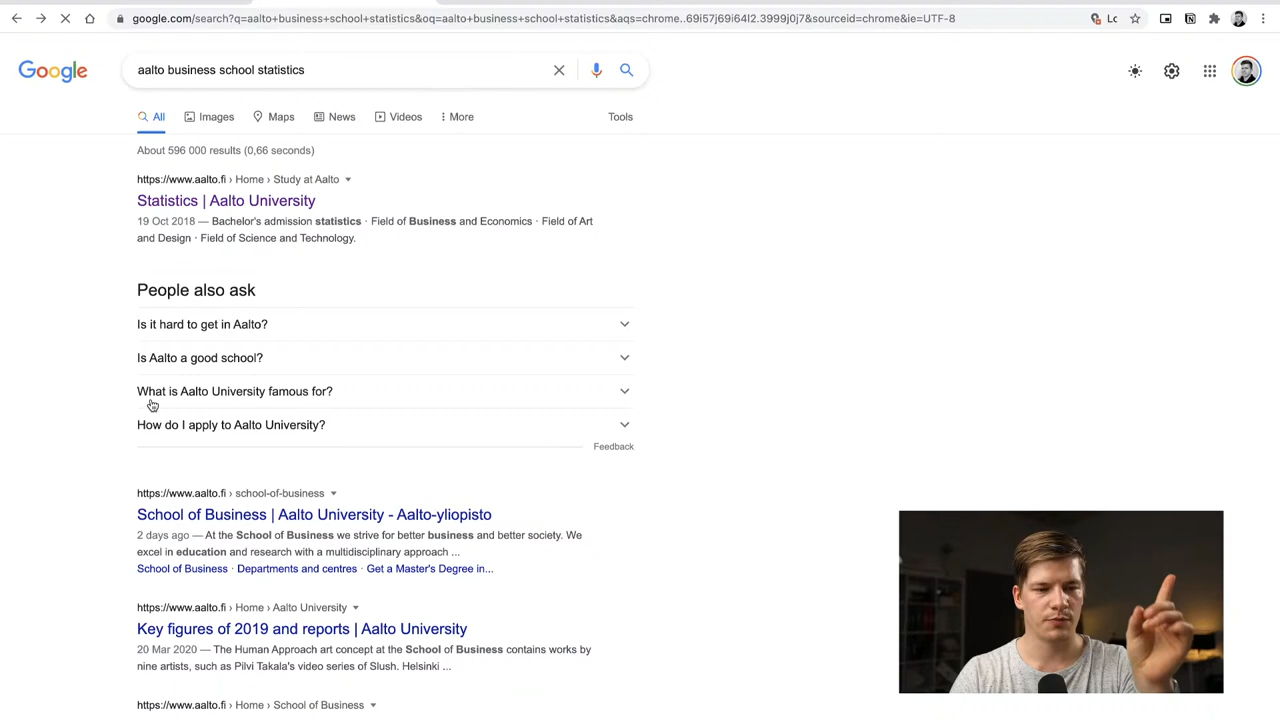 google.com/search?q=aalto+business+school+statistics&oq=aalto+business+school+statistics&aqs=chrome..69i57j69i64l2.3999j0j7&sourceid=chrome&ie=UTF-8
Lc
Google
aalto business school statistics
All Images Maps News Videos More Tools
About 596 000 results (0,66 seconds)
https://www.aalto.fi › Home › Study at Aalto
Statistics | Aalto University
19 Oct 2018 — Bachelor's admission statistics · Field of Business and Economics · Field of Art
and Design · Field of Science and Technology.
People also ask
Is it hard to get in Aalto?
Is Aalto a good school?
What is Aalto University famous for?
How do I apply to Aalto University?
Feedback
https://www.aalto.fi › school-of-business
School of Business | Aalto University - Aalto-yliopisto
2 days ago — At the School of Business we strive for better business and better society. We
excel in education and research with a multidisciplinary approach ...
School of Business · Departments and centres · Get a Master's Degree in...
https://www.aalto.fi › Home › Aalto University
Key figures of 2019 and reports | Aalto University
20 Mar 2020 — The Human Approach art concept at the School of Business contains works by
nine artists, such as Pilvi Takala's video series of Slush. Helsinki ...
https://www.aalto.fi › Home › School of Business